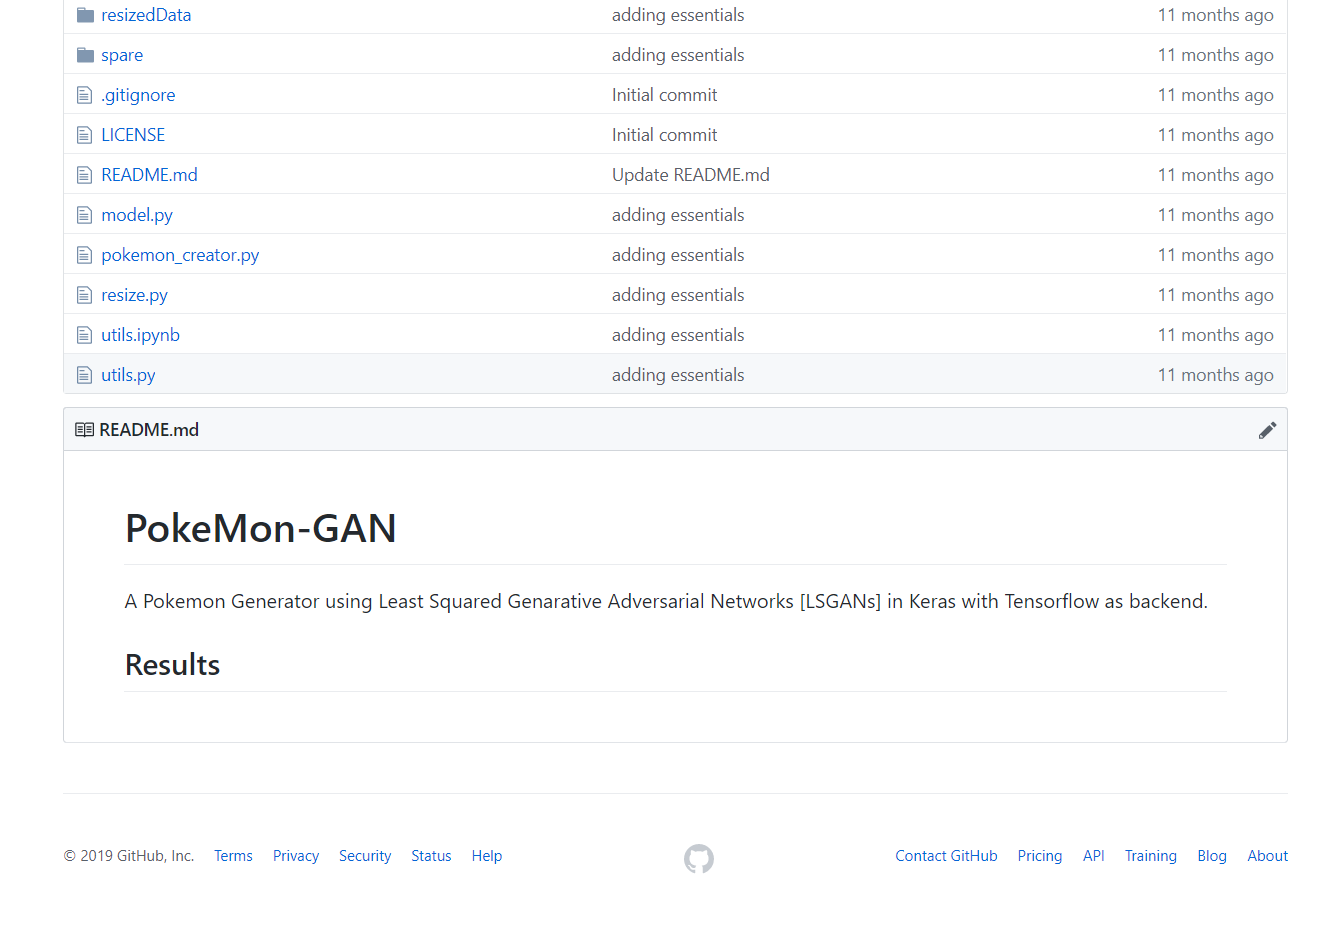 resizedData adding essentials 11 months ago
spare adding essentials 11 months ago
.gitignore Initial commit 11 months ago
LICENSE Initial commit 11 months ago
README.md Update README.md 11 months ago
model.py adding essentials 11 months ago
pokemon_creator.py adding essentials 11 months ago
resize.py adding essentials 11 months ago
utils.ipynb adding essentials 11 months ago
utils.py adding essentials 11 months ago
README.md
PokeMon-GAN
A Pokemon Generator using Least Squared Genarative Adversarial Networks [LSGANs] in Keras with Tensorflow as backend.
Results
© 2019 GitHub, Inc. Terms Privacy Security Status Help Contact GitHub Pricing API Training Blog About